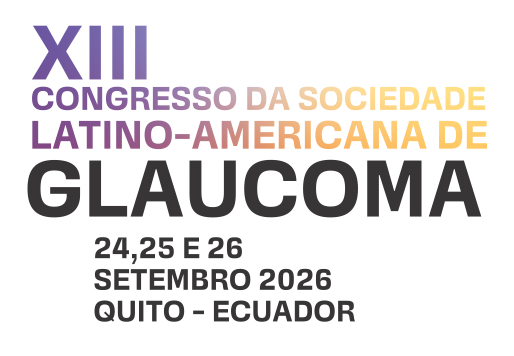 XIII
CONGRESSO DA SOCIEDADE
LATINO-AMERICANA DE
GLAUCOMA
24,25 E 26
SETEMBRO 2026
QUITO - ECUADOR